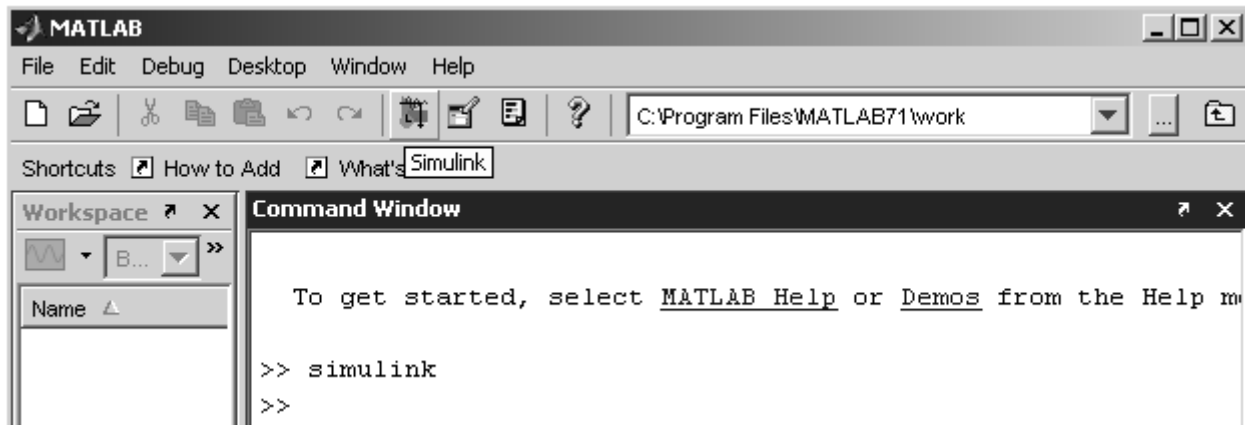 MATLAB
File Edit Debug Desktop Window Help
C:\Program Files\MATLAB71\work ...
Shortcuts How to Add What's
Simulink
Workspace
B...
Name
Command Window
To get started, select MATLAB Help or Demos from the Help
>> simulink
>>